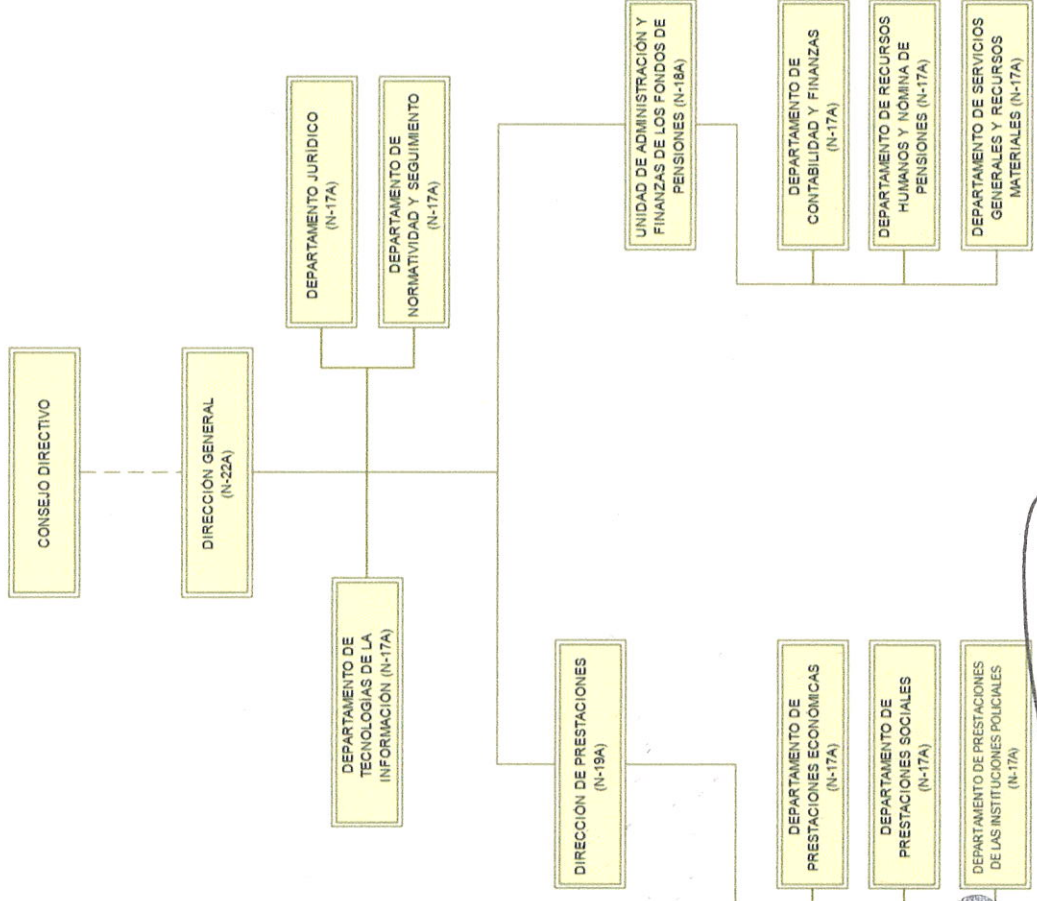 CONSEJO DIRECTIVO
DIRECCIÓN GENERAL
(N-22A)
DEPARTAMENTO JURÍDICO
(N-17A)
DEPARTAMENTO DE
TECNOLOGÍAS DE LA
INFORMACIÓN (N-17A)
DEPARTAMENTO DE
NORMATIVIDAD Y SEGUIMIENTO
(N-17A)
DIRECCIÓN DE PRESTACIONES
(N-19A)
DEPARTAMENTO DE
PRESTACIONES ECONÓMICAS
(N-17A)
DEPARTAMENTO DE
PRESTACIONES SOCIALES
(N-17A)
DEPARTAMENTO DE PRESTACIONES
DE LAS INSTITUCIONES POLICIALES
(N-17A)
UNIDAD DE ADMINISTRACIÓN Y
FINANZAS DE LOS FONDOS DE
PENSIONES (N-18A)
DEPARTAMENTO DE
CONTABILIDAD Y FINANZAS
(N-17A)
DEPARTAMENTO DE RECURSOS
HUMANOS Y NÓMINA DE
PENSIONES (N-17A)
DEPARTAMENTO DE SERVICIOS
GENERALES Y RECURSOS
MATERIALES (N-17A)